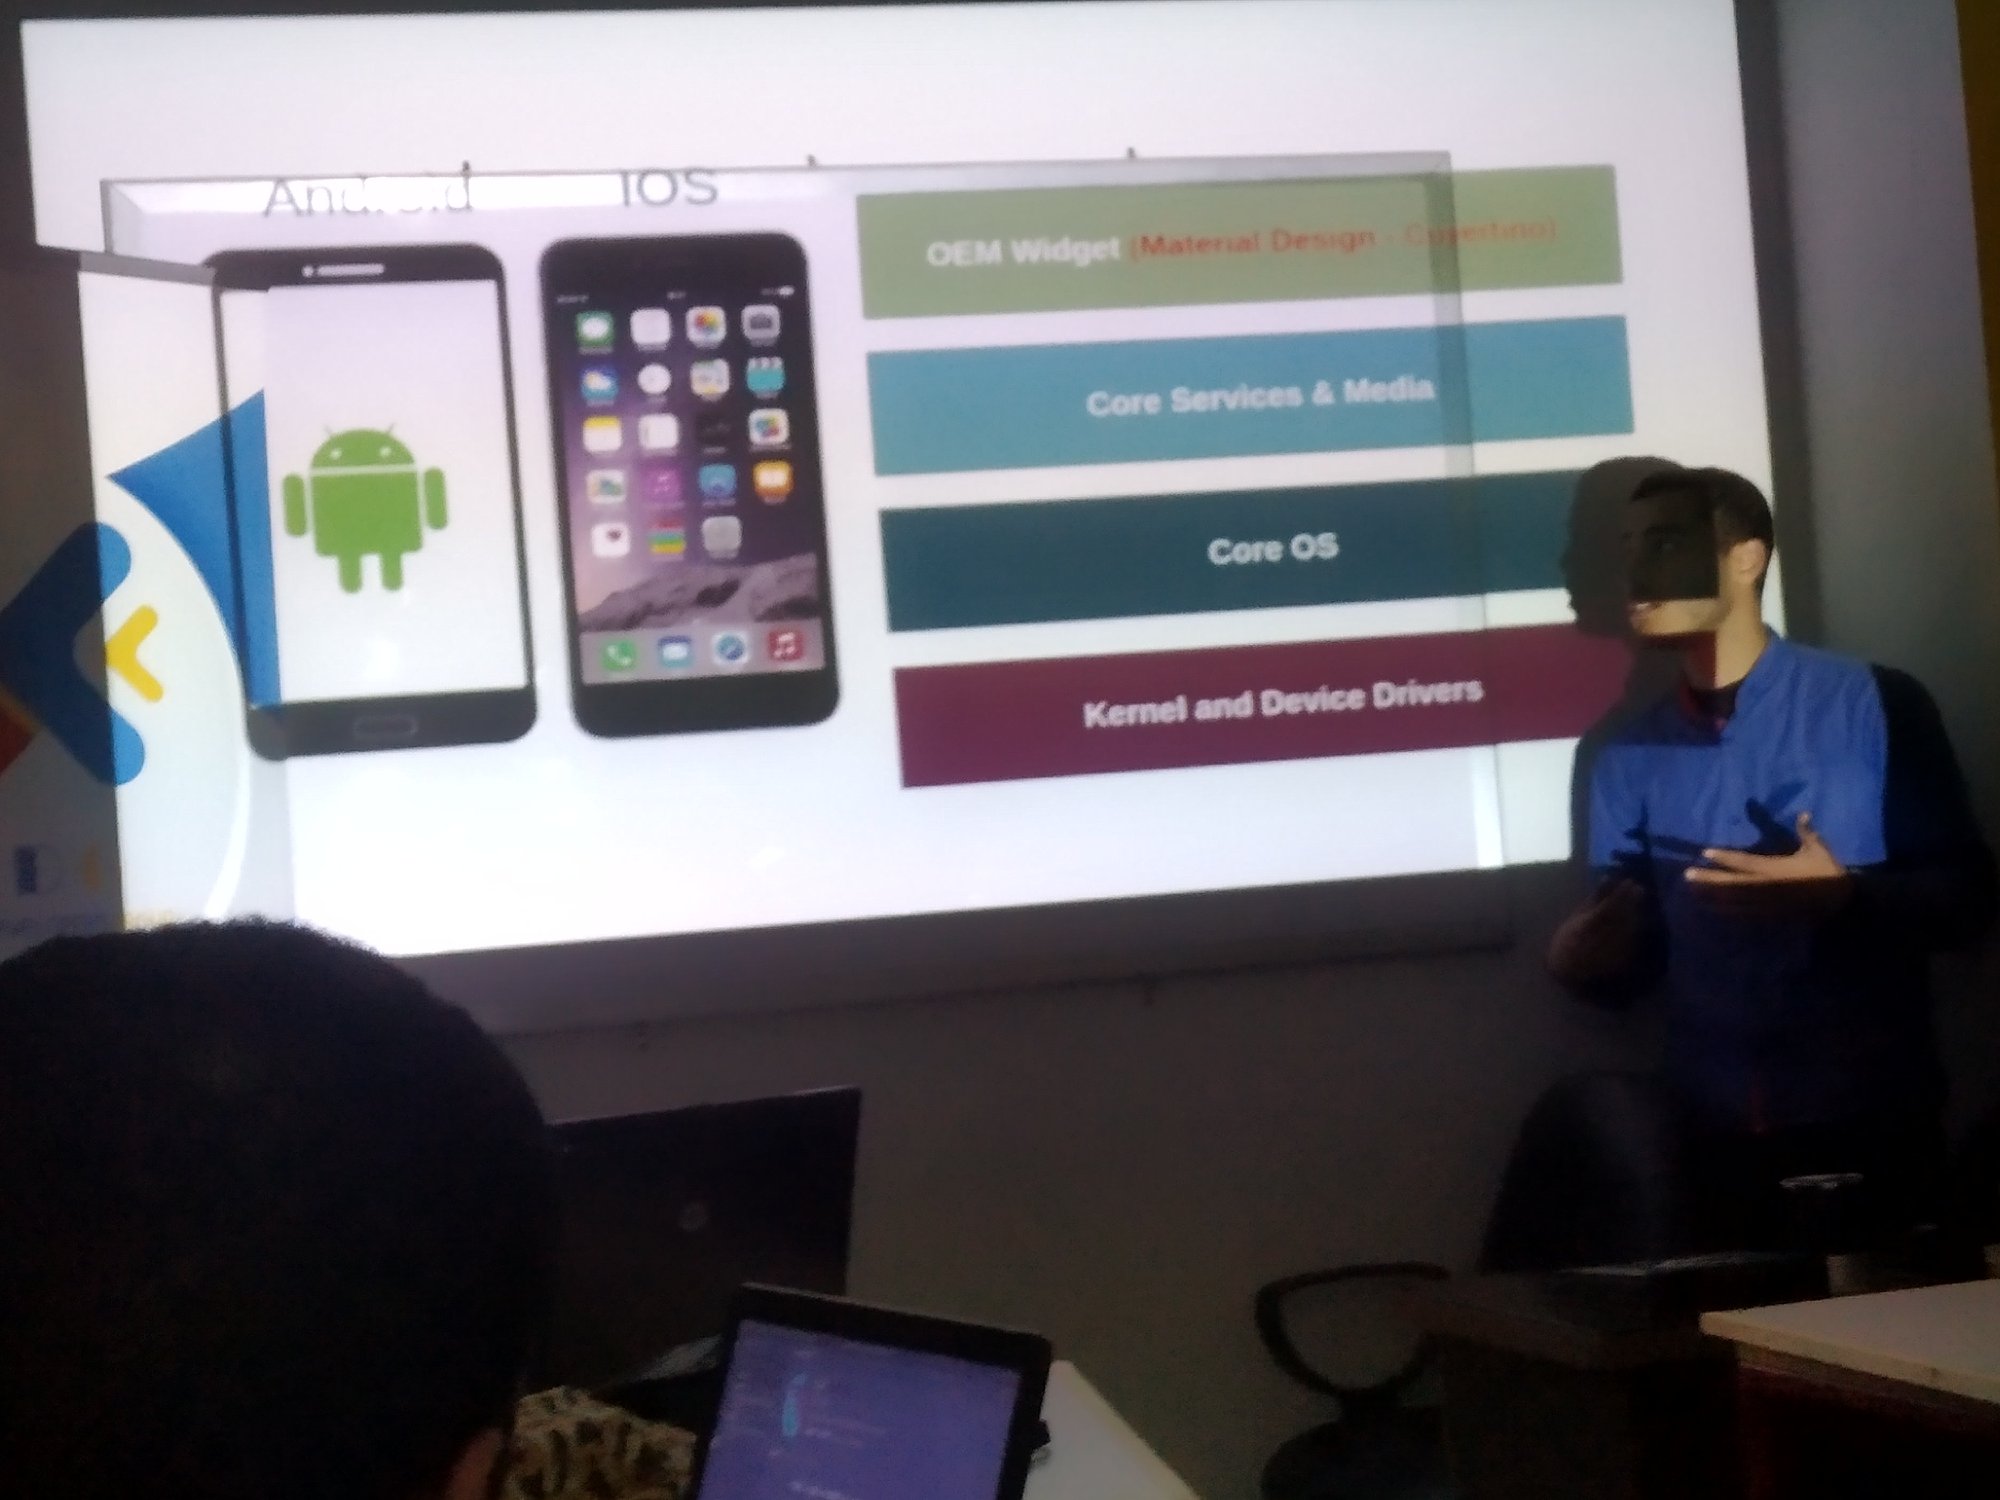 Android
iOS
OEM Widget (Material Design - Cupertino)
Core Services & Media
Core OS
Kernel and Device Drivers